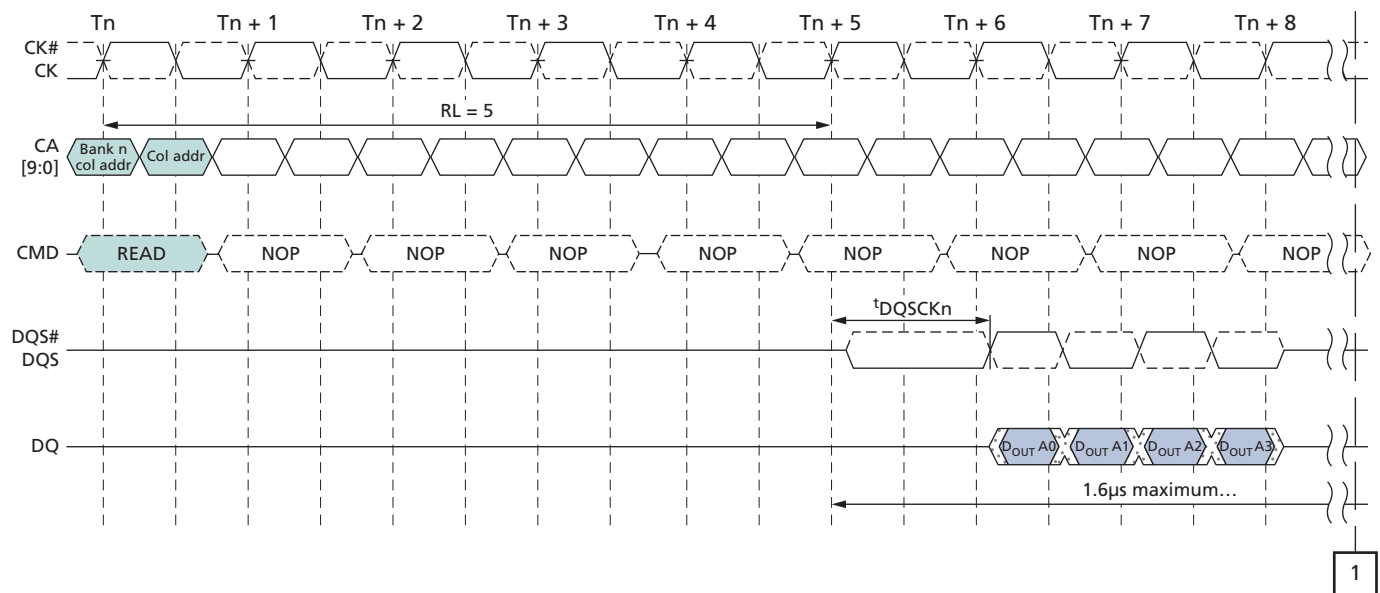 Tn Tn + 1 Tn + 2 Tn + 3 Tn + 4 Tn + 5 Tn + 6 Tn + 7 Tn + 8
CK#
CK
RL = 5
CA
[9:0]
Bank n
col addr
Col addr
CMD READ NOP NOP NOP NOP NOP NOP NOP NOP
tDQSCKn
DQS#
DQS
DQ DOUT A0 DOUT A1 DOUT A2 DOUT A3
1.6µs maximum…
1